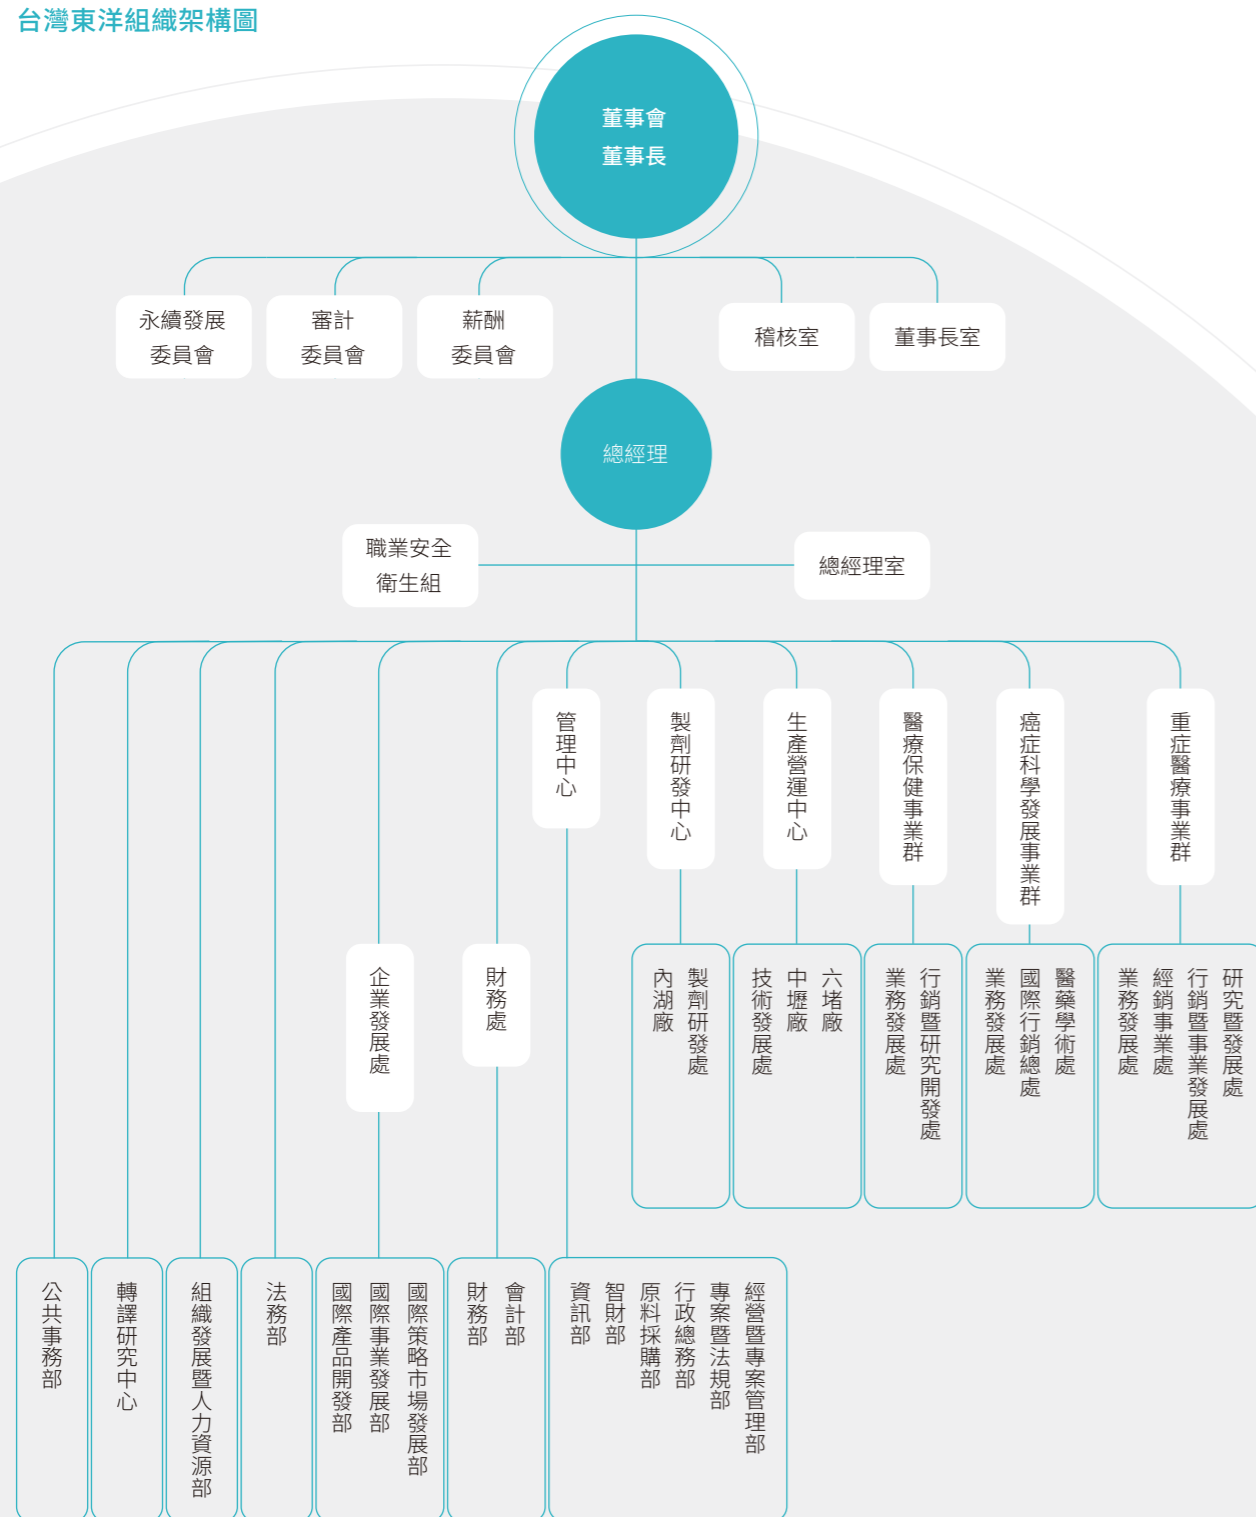 台灣東洋組織架構圖
董事會
董事長
永續發展
委員會
審計
委員會
薪酬
委員會
稽核室
董事長室
總經理
職業安全
衛生組
總經理室
管理中心
製劑研發中心
生產營運中心
醫療保健事業群
癌症科學發展事業群
重症醫療事業群
企業發展處
財務處
內湖廠
製劑研發處
技術發展處
中壢廠
六堵廠
業務發展處
行銷暨研究開發處
業務發展處
國際行銷總處
醫藥學術處
業務發展處
經銷事業處
行銷暨事業發展處
研究暨發展處
公共事務部
轉譯研究中心
組織發展暨人力資源部
法務部
國際產品開發部
國際事業發展部
國際策略市場發展部
財務部
會計部
資訊部
智財部
原料採購部
行政總務部
專案暨法規部
經營暨專案管理部